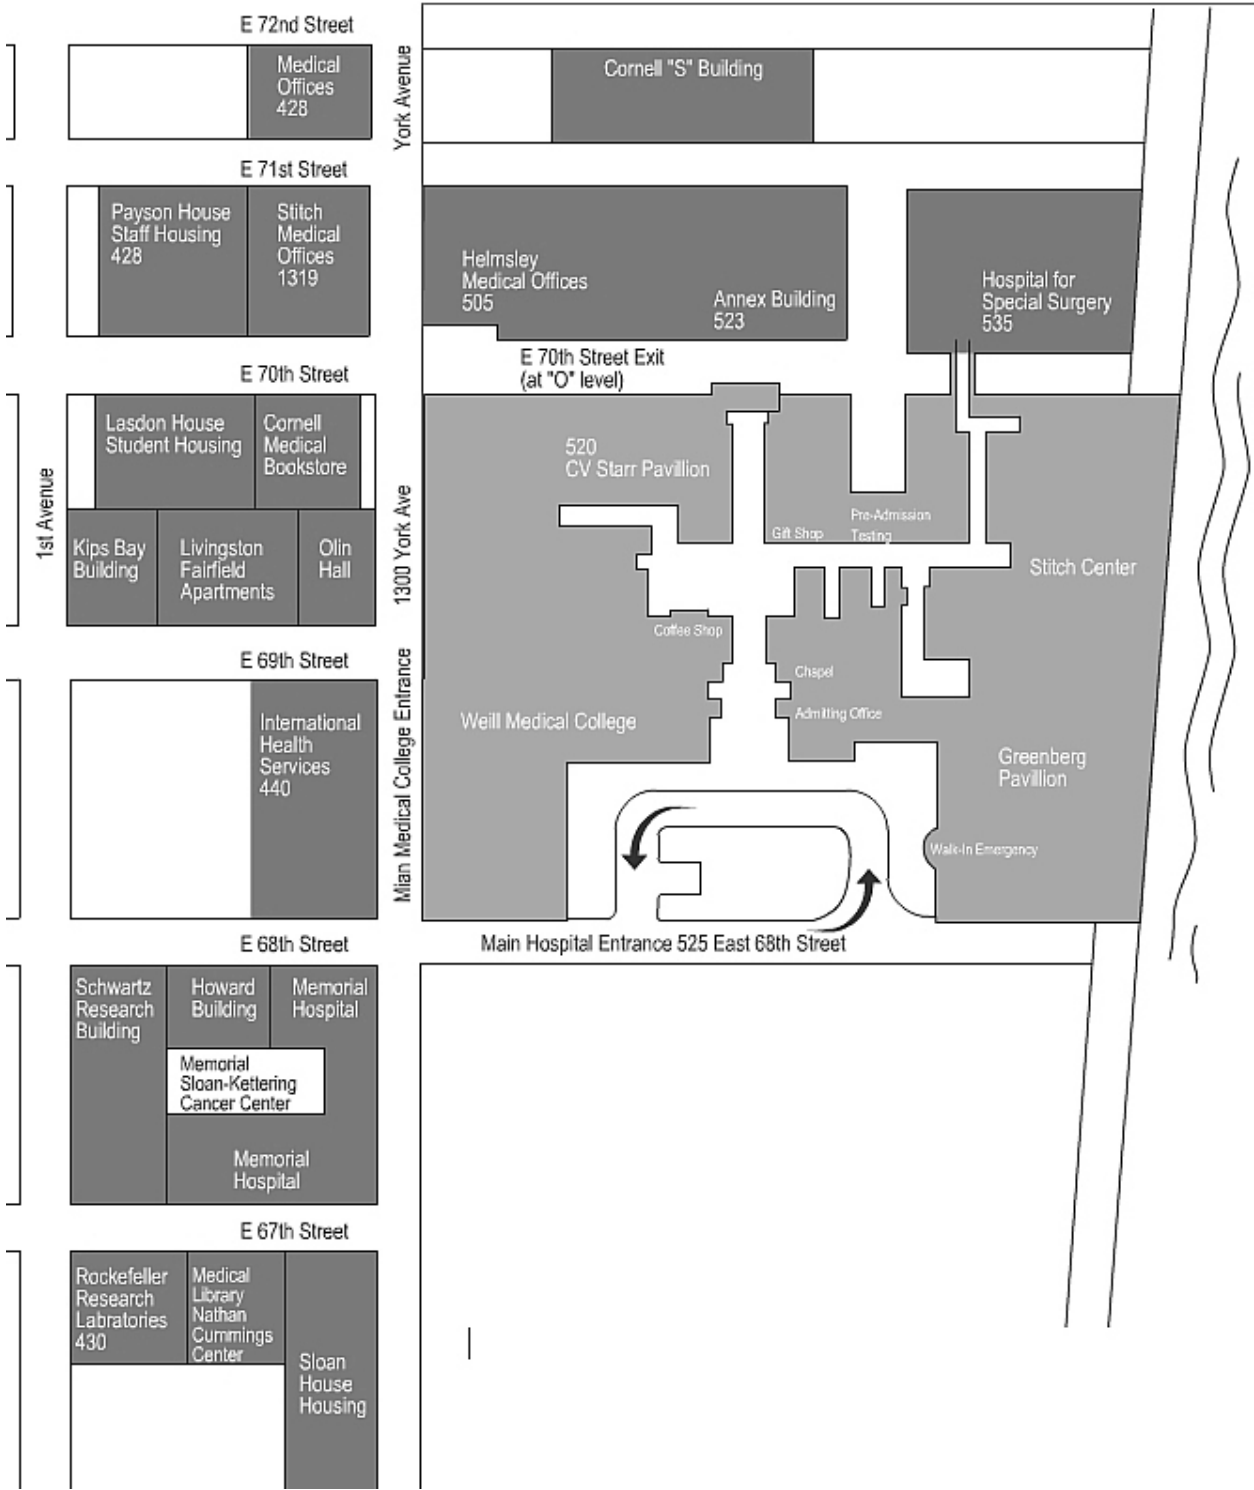 E 72nd Street
Medical
Offices
428
York Avenue
Cornell "S" Building
E 71st Street
Payson House
Staff Housing
428
Stitch
Medical
Offices
1319
Helmsley
Medical Offices
505
Annex Building
523
Hospital for
Special Surgery
535
E 70th Street Exit
(at "O" level)
E 70th Street
Lasdon House
Student Housing
Cornell
Medical
Bookstore
1st Avenue
Kips Bay
Building
Livingston
Fairfield
Apartments
Olin
Hall
1300 York Ave
520
CV Starr Pavillion
Gift Shop
Pre-Admission
Testing
Stitch Center
Coffee Shop
Chapel
Admitting Office
Weill Medical College
Greenberg
Pavillion
Walk-In Emergency
E 69th Street
International
Health
Services
440
Mian Medical College Entrance
Main Hospital Entrance 525 East 68th Street
E 68th Street
Schwartz
Research
Building
Howard
Building
Memorial
Hospital
Memorial
Sloan-Kettering
Cancer Center
Memorial
Hospital
E 67th Street
Rockefeller
Research
Labratories
430
Medical
Library
Nathan
Cummings
Center
Sloan
House
Housing